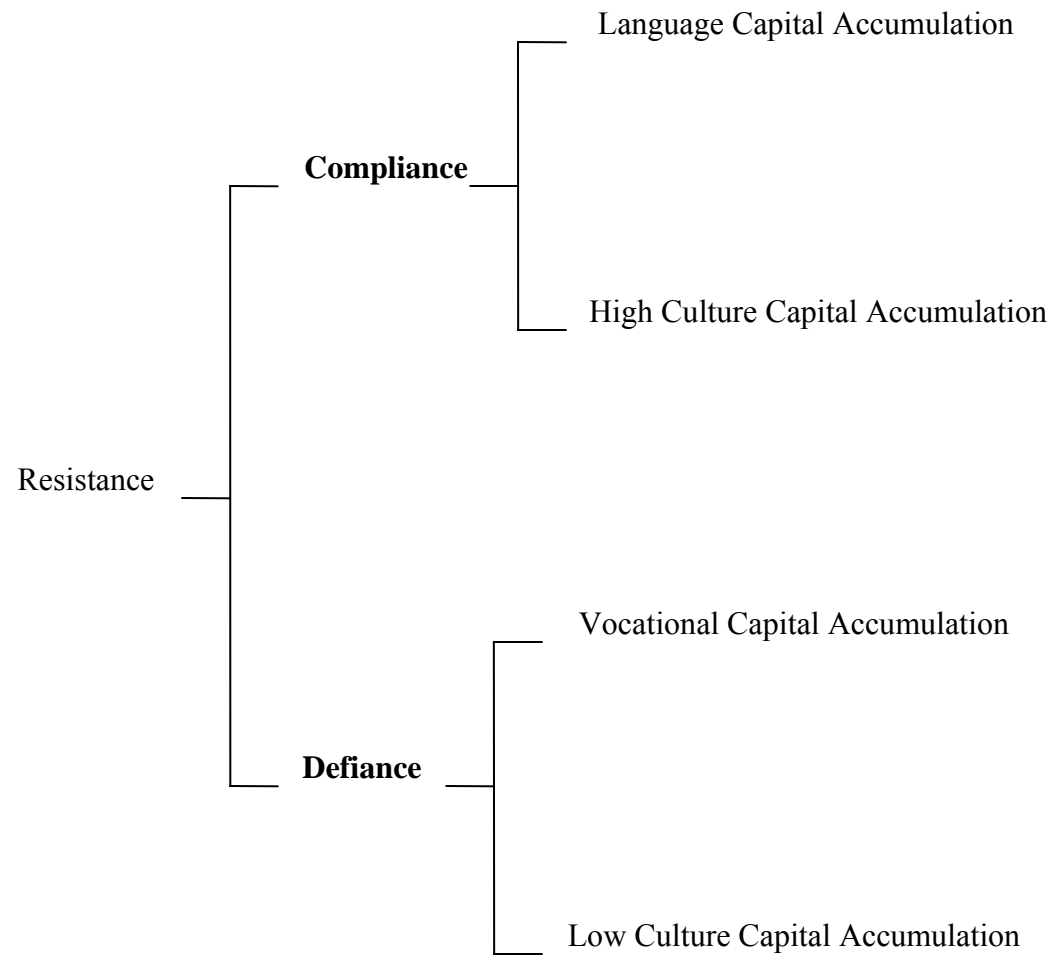 Language Capital Accumulation
Compliance
High Culture Capital Accumulation
Resistance
Vocational Capital Accumulation
Defiance
Low Culture Capital Accumulation